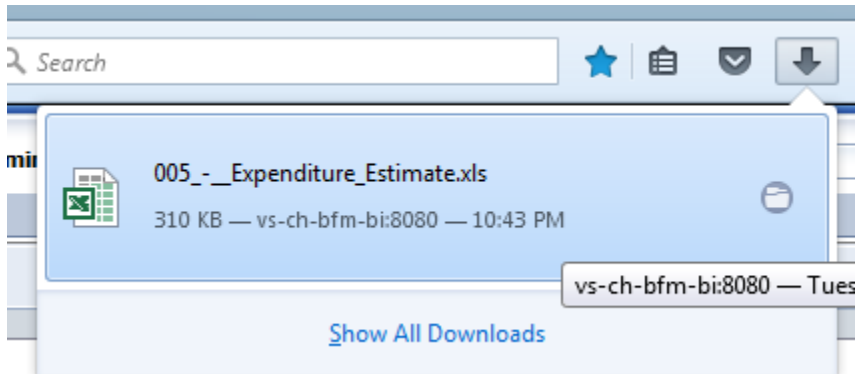 Search
005_-__Expenditure_Estimate.xls
310 KB — vs-ch-bfm-bi:8080 — 10:43 PM
vs-ch-bfm-bi:8080 — Tues
Show All Downloads